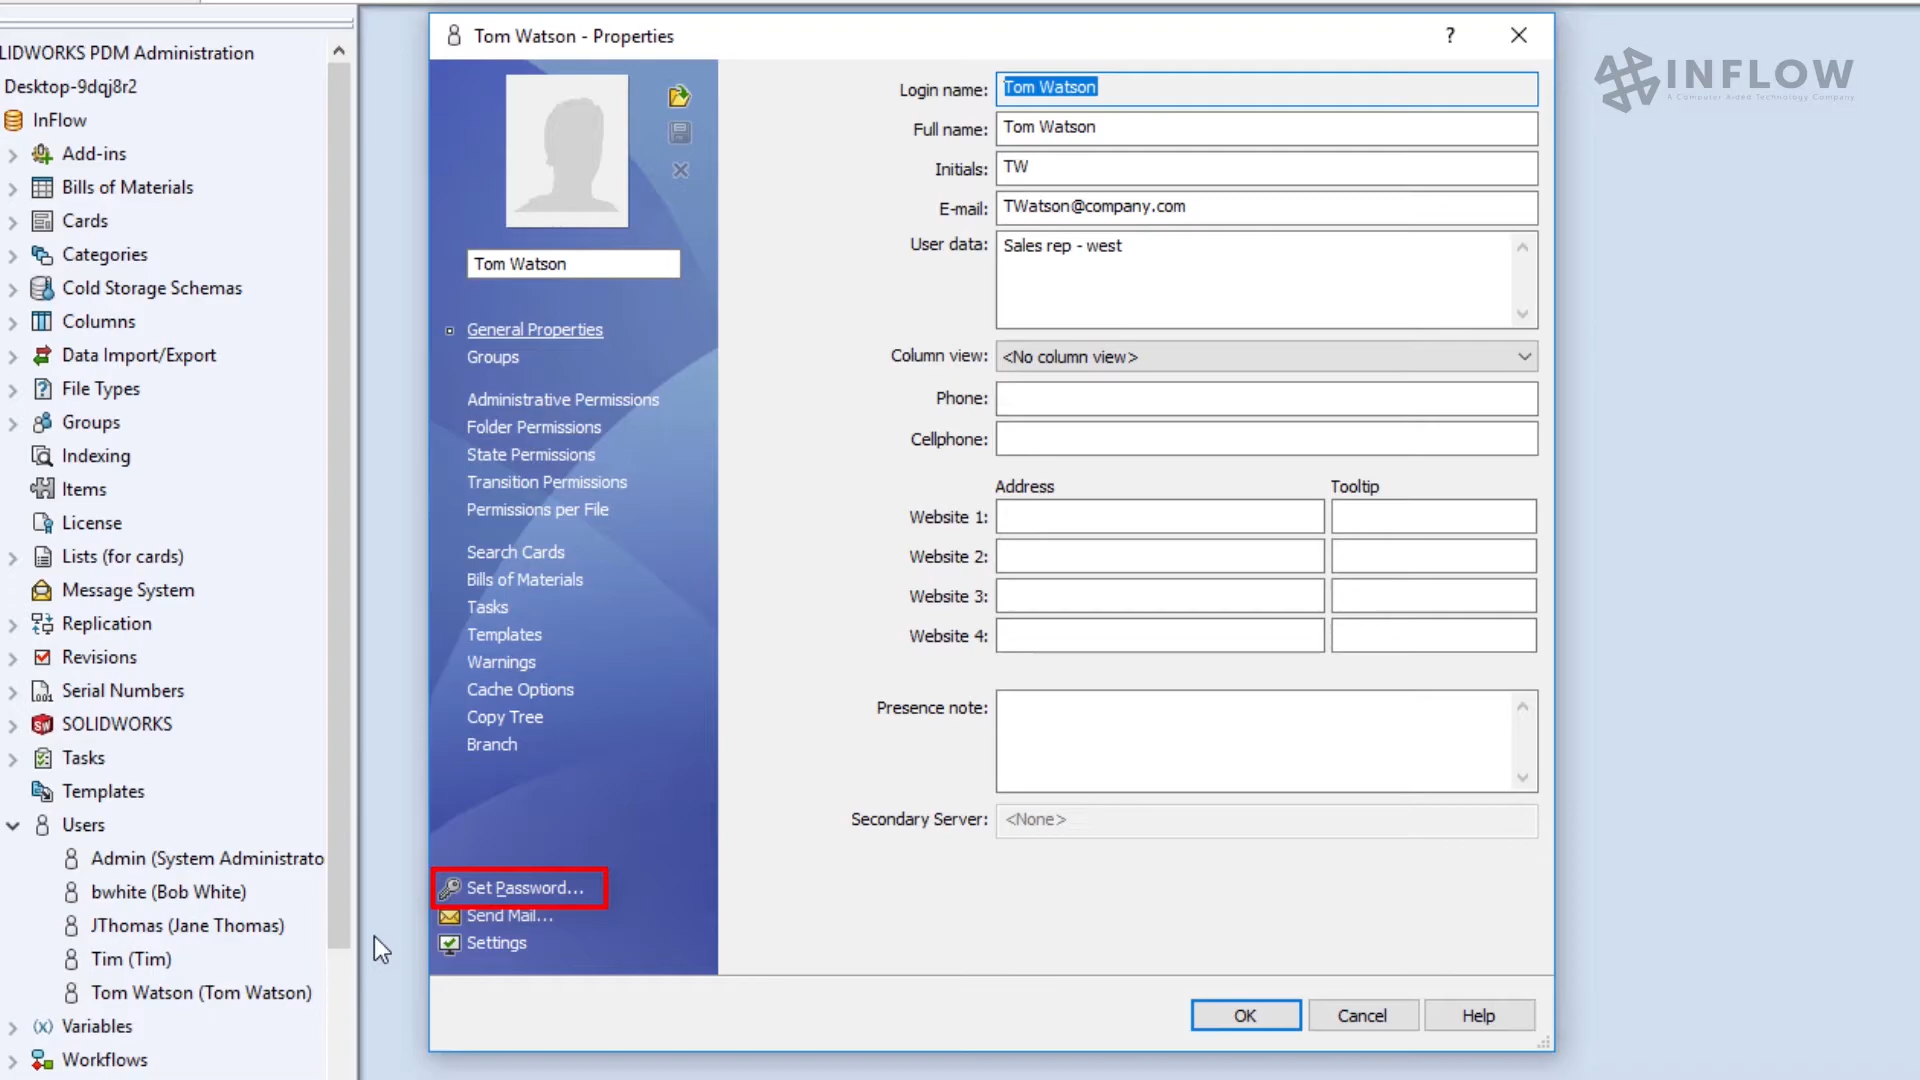 LIDWORKS PDM Administration
Desktop-9dqj8r2
InFlow
Add-ins
Bills of Materials
Cards
Categories
Cold Storage Schemas
Columns
Data Import/Export
File Types
Groups
Indexing
Items
License
Lists (for cards)
Message System
Replication
Revisions
Serial Numbers
SOLIDWORKS
Tasks
Templates
Users
Admin (System Administrato
bwhite (Bob White)
JThomas (Jane Thomas)
Tim (Tim)
Tom Watson (Tom Watson)
Variables
Workflows
Tom Watson - Properties
?
Tom Watson
General Properties
Groups
Administrative Permissions
Folder Permissions
State Permissions
Transition Permissions
Permissions per File
Search Cards
Bills of Materials
Tasks
Templates
Warnings
Cache Options
Copy Tree
Branch
Set Password...
Send Mail...
Settings
Login name: Tom Watson
Full name: Tom Watson
Initials: TW
E-mail: TWatson@company.com
User data: Sales rep - west
Column view: <No column view>
Phone:
Cellphone:
Address Tooltip
Website 1:
Website 2:
Website 3:
Website 4:
Presence note:
Secondary Server: <None>
OK Cancel Help
INFLOW
A Computer Aided Technology Company